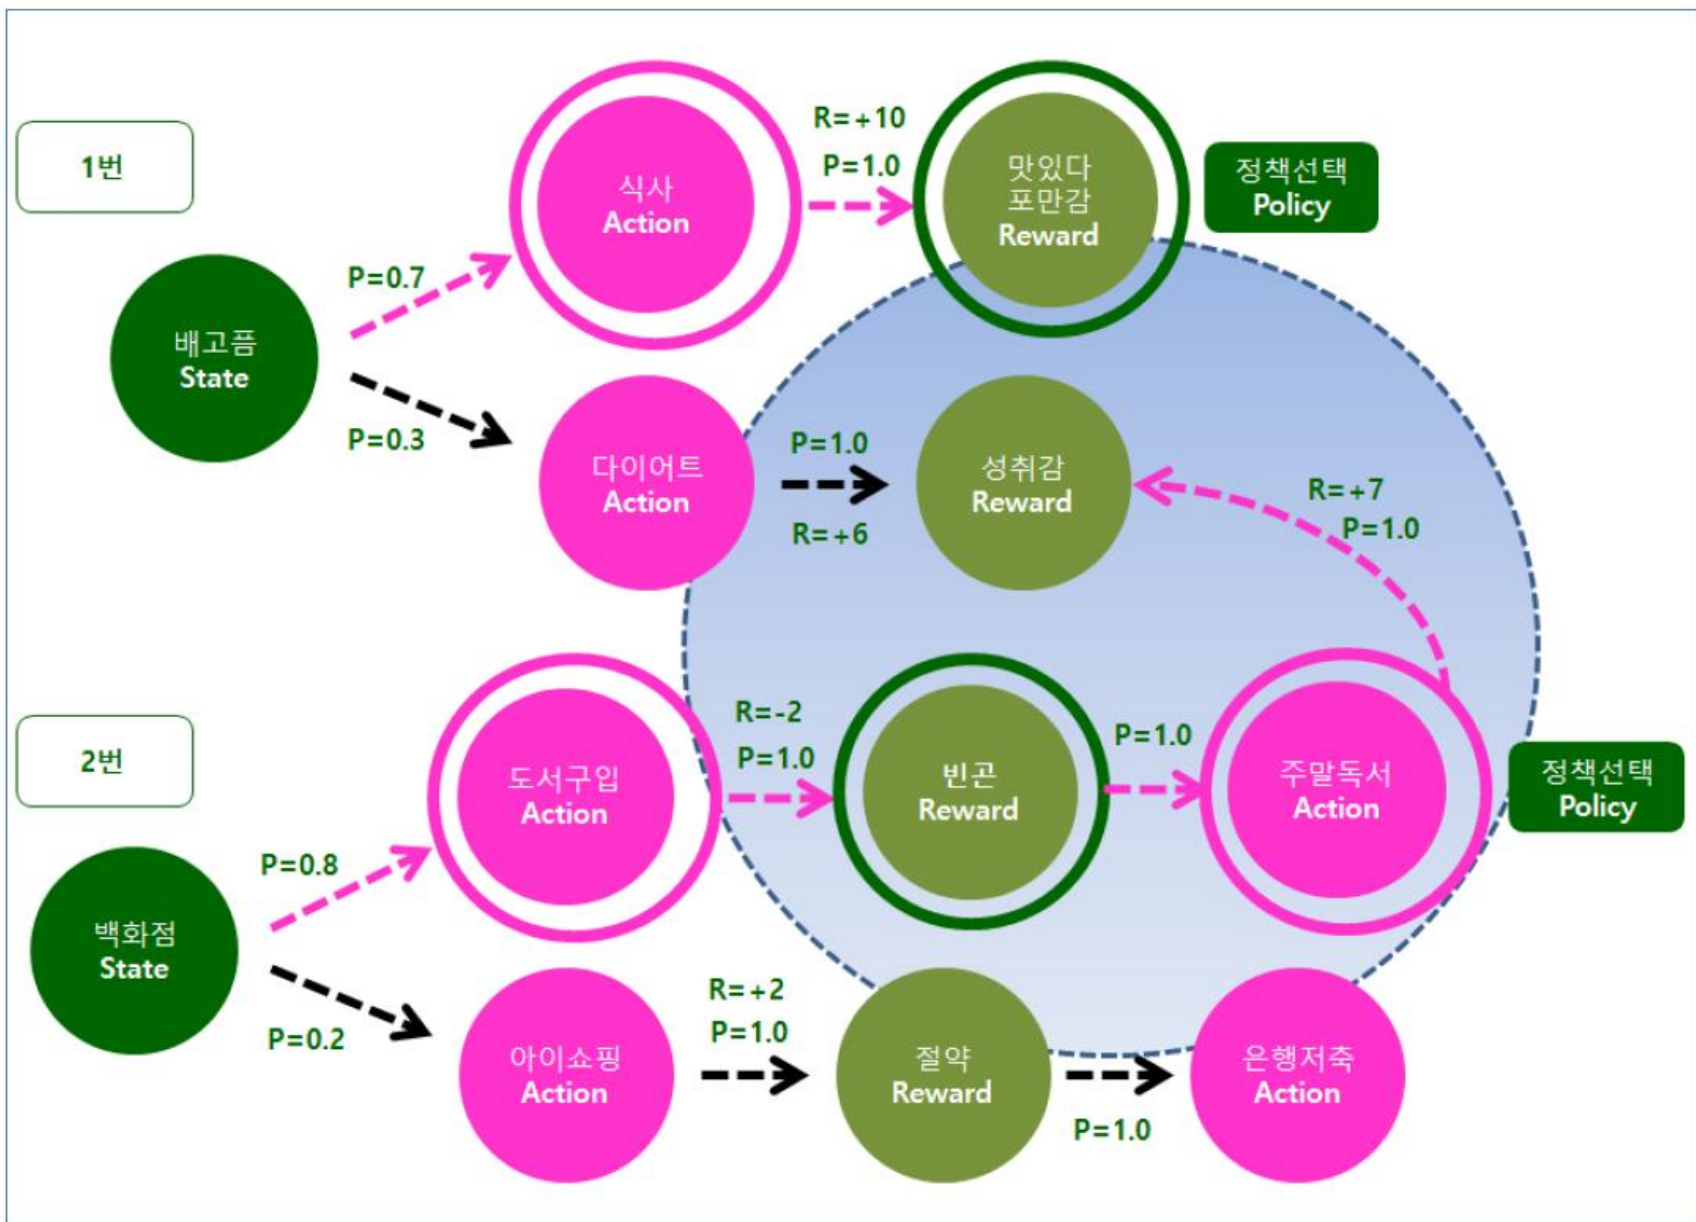 1번
식사
Action
R=+10
P=1.0
맛있다
포만감
Reward
정책선택
Policy
P=0.7
배고픔
State
P=0.3
다이어트
Action
P=1.0
R=+6
성취감
Reward
R=+7
P=1.0
2번
도서구입
Action
R=-2
P=1.0
빈곤
Reward
P=1.0
주말독서
Action
정책선택
Policy
P=0.8
백화점
State
P=0.2
아이쇼핑
Action
R=+2
P=1.0
절약
Reward
P=1.0
은행저축
Action